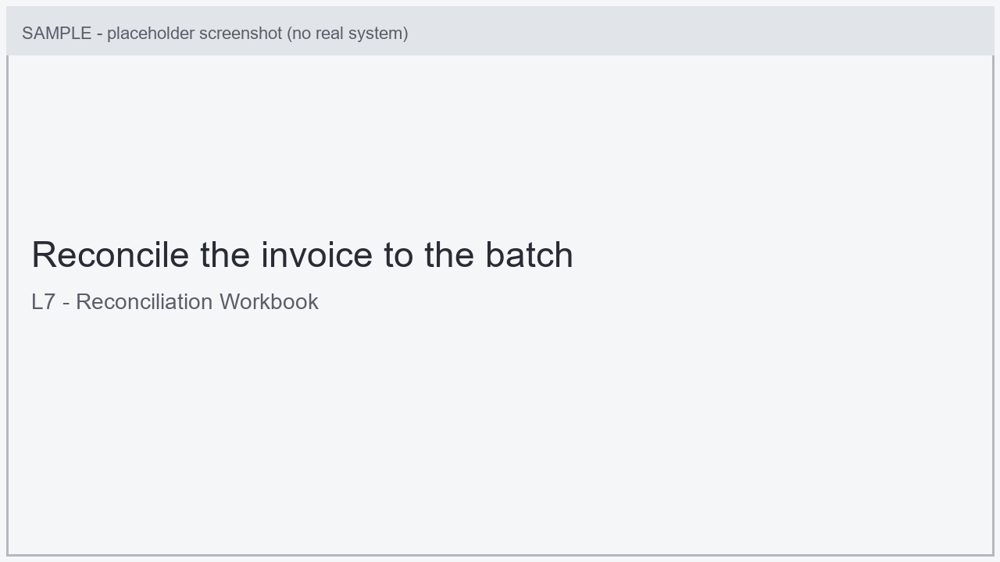 SAMPLE - placeholder screenshot (no real system)
Reconcile the invoice to the batch
L7 - Reconciliation Workbook